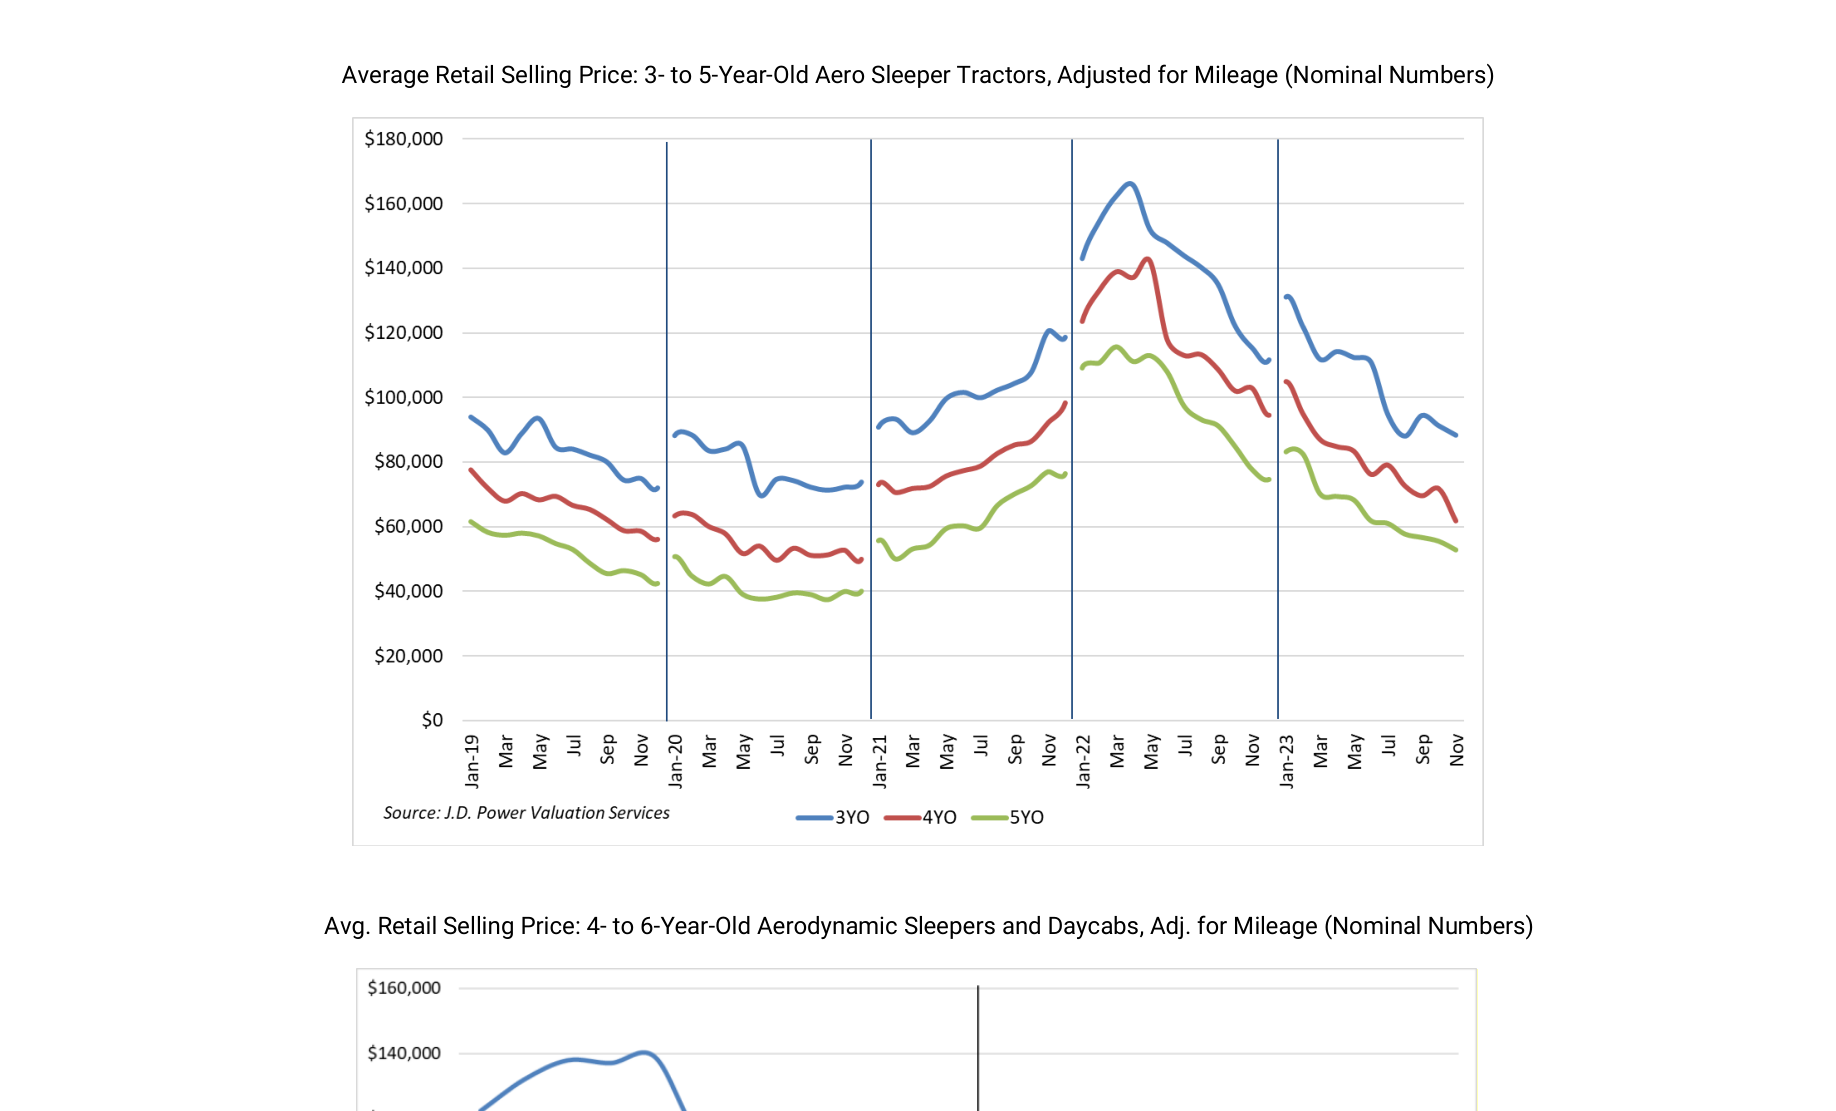 Average Retail Selling Price: 3- to 5-Year-Old Aero Sleeper Tractors, Adjusted for Mileage (Nominal Numbers)
$180,000
$160,000
$140,000
$120,000
$100,000
$80,000
$60,000
$40,000
$20,000
$0
Jan-19 Mar May Jul Sep Nov Jan-20 Mar May Jul Sep Nov Jan-21 Mar May Jul Sep Nov Jan-22 Mar May Jul Sep Nov Jan-23 Mar May Jul Sep Nov
Source: J.D. Power Valuation Services
3YO 4YO 5YO
Avg. Retail Selling Price: 4- to 6-Year-Old Aerodynamic Sleepers and Daycabs, Adj. for Mileage (Nominal Numbers)
$160,000
$140,000